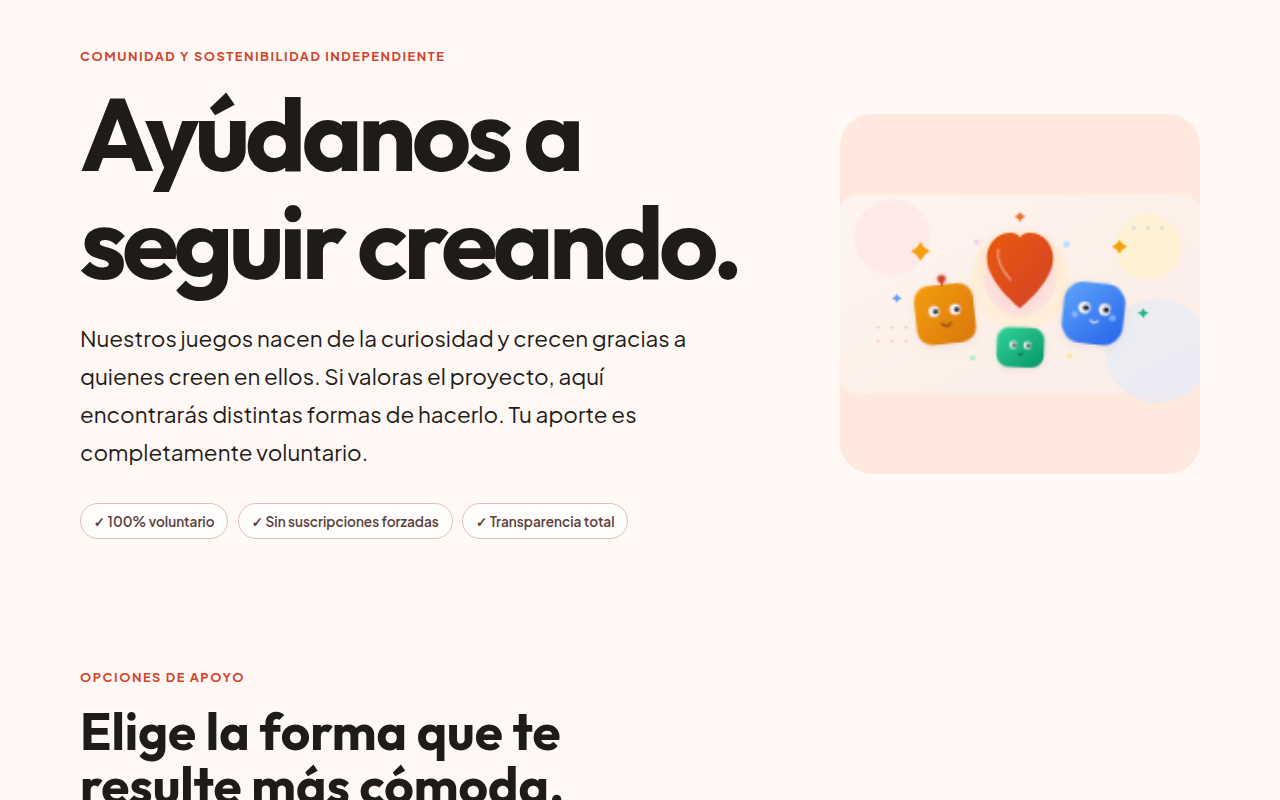 COMUNIDAD Y SOSTENIBILIDAD INDEPENDIENTE
Ayúdanos a
seguir creando.
Nuestros juegos nacen de la curiosidad y crecen gracias a
quienes creen en ellos. Si valoras el proyecto, aquí
encontrarás distintas formas de hacerlo. Tu aporte es
completamente voluntario.
✓ 100% voluntario
✓ Sin suscripciones forzadas
✓ Transparencia total
OPCIONES DE APOYO
Elige la forma que te
resulte más cómoda.